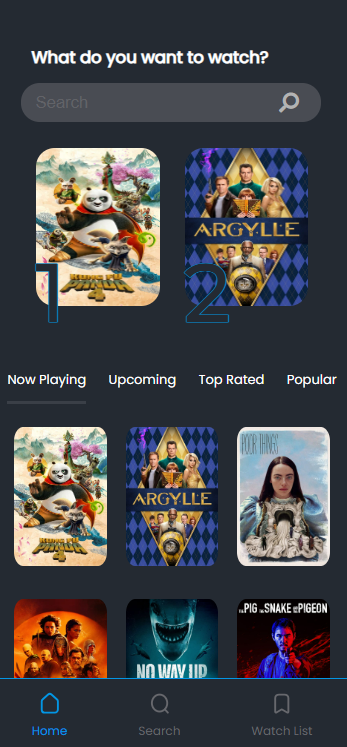 What do you want to watch?
Search
KUNG FU
PANDA
4
ARGYLLE
1
2
Now Playing Upcoming Top Rated Popular
KUNG FU
PANDA
4
ARGYLLE
POOR THINGS
NO WAY UP
THE PIG THE SNAKE AND THE PIGEON
Home Search Watch List